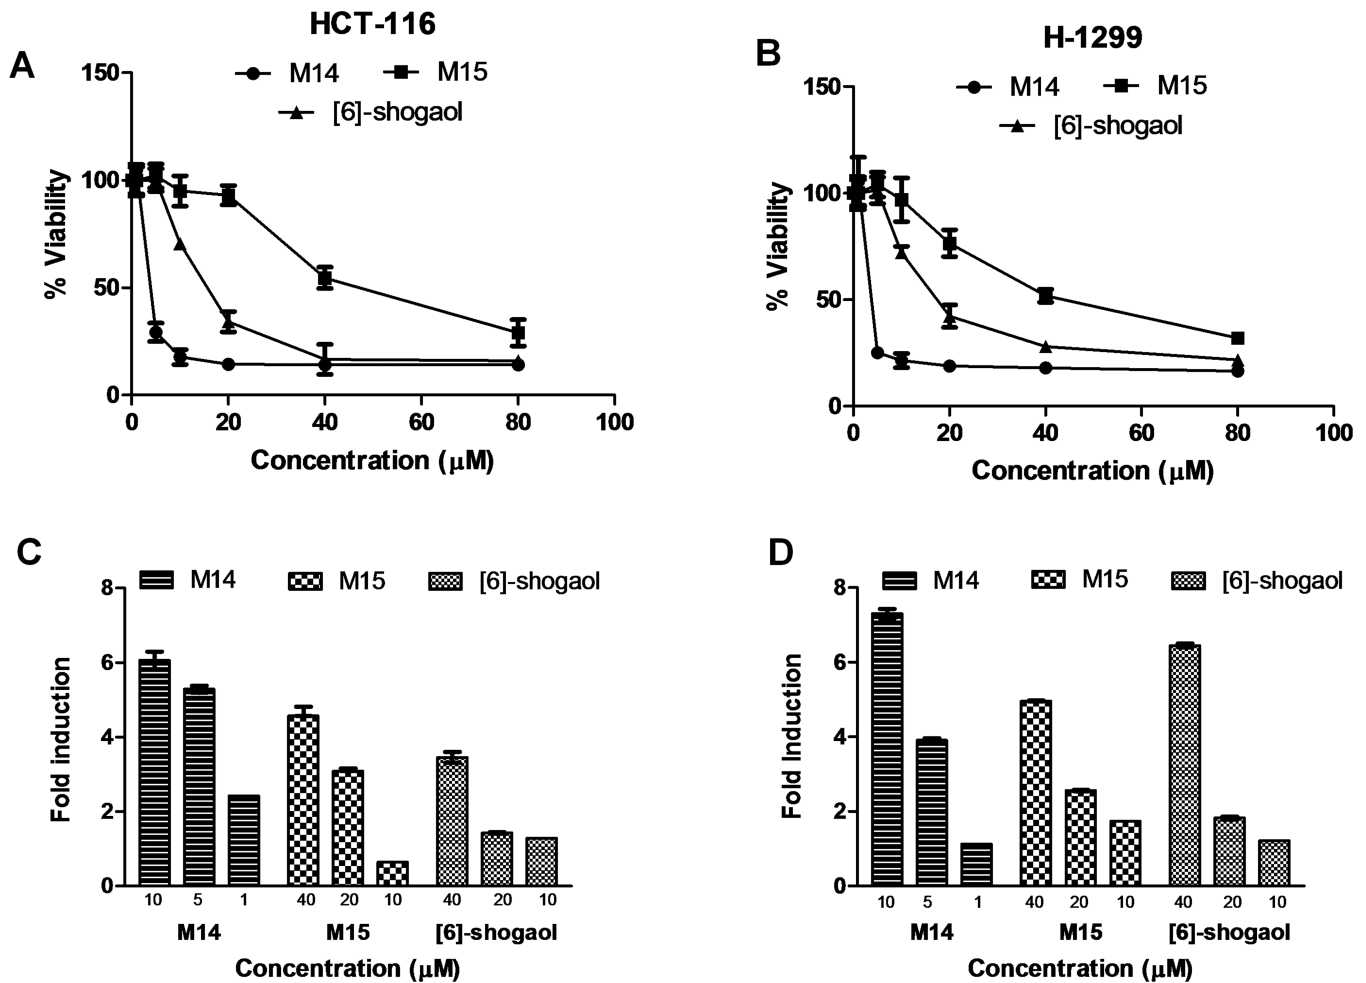 HCT-116
A
M14 M15
[6]-shogaol
150
100
50
0
% Viability
0 20 40 60 80 100
Concentration (μM)
H-1299
B
M14 M15
[6]-shogaol
150
100
50
0
% Viability
0 20 40 60 80 100
Concentration (μM)
C
M14 M15 [6]-shogaol
8
6
4
2
0
Fold induction
10 5 1 40 20 10 40 20 10
M14 M15 [6]-shogaol
Concentration (μM)
D
M14 M15 [6]-shogaol
8
6
4
2
0
Fold Induction
10 5 1 40 20 10 40 20 10
M14 M15 [6]-shogaol
Concentration (μM)